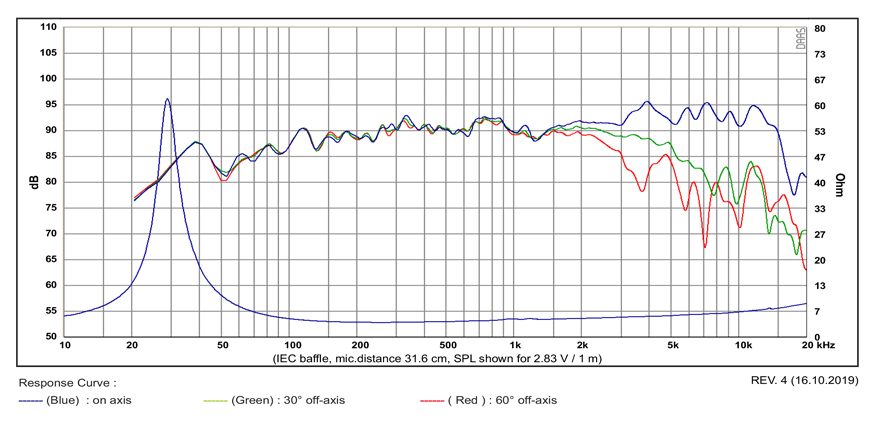 110 80
105 73
100 67
95 60
90 53
85 47
80 40
75 33
70 27
65 20
60 13
55 7
50 0
dB
Ohm
DAAS
10 20 50 100 200 500 1k 2k 5k 10k 20 kHz
(IEC baffle, mic.distance 31.6 cm, SPL shown for 2.83 V / 1 m)
REV. 4 (16.10.2019)
Response Curve :
(Blue) : on axis (Green) : 30° off-axis ( Red ) : 60° off-axis